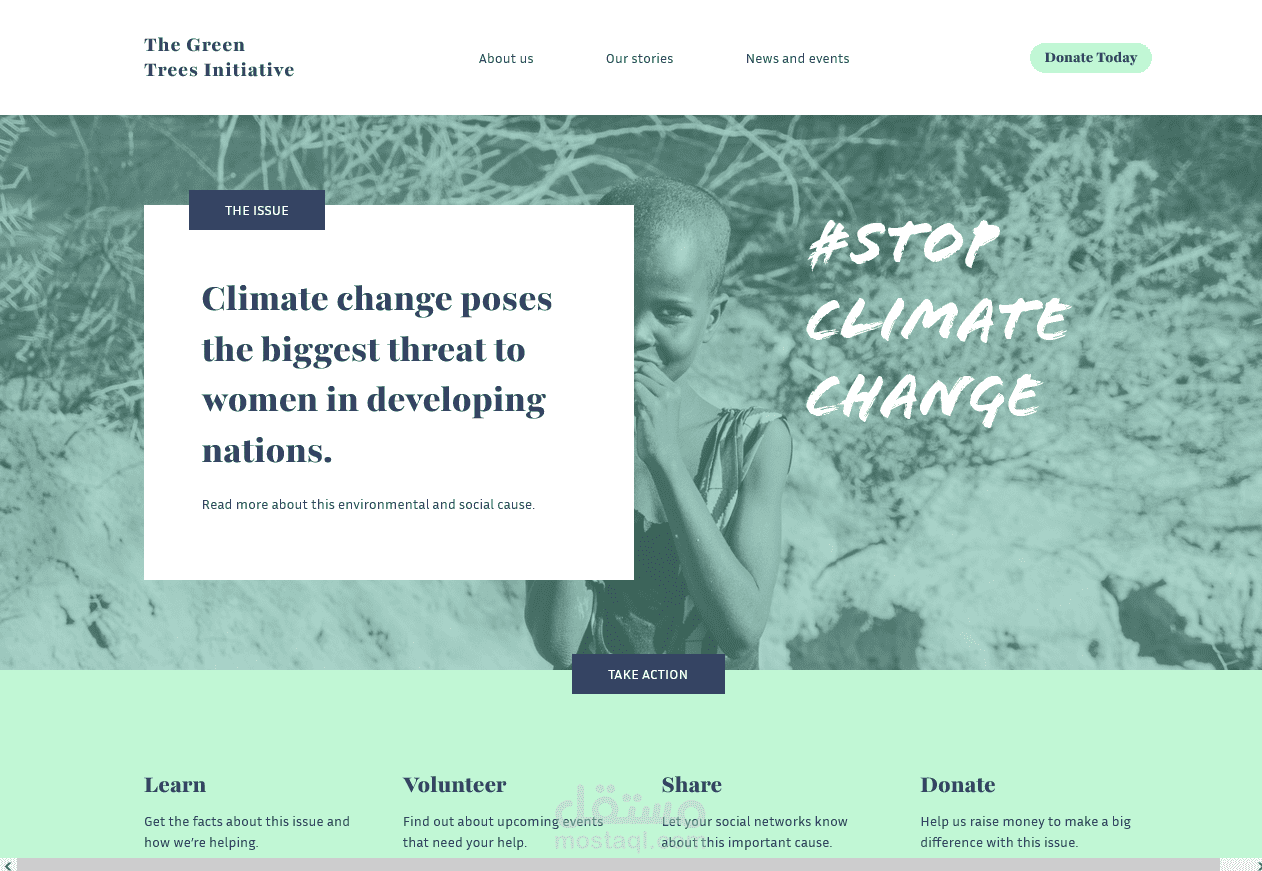 The Green
Trees Initiative
About us
Our stories
News and events
Donate Today
THE ISSUE
Climate change poses
the biggest threat to
women in developing
nations.
Read more about this environmental and social cause.
#STOP
CLIMATE
CHANGE
TAKE ACTION
Learn
Get the facts about this issue and
how we're helping.
Volunteer
Find out about upcoming events
that need your help.
Share
Let your social networks know
about this important cause.
Donate
Help us raise money to make a big
difference with this issue.
مستقل
mostaql.com